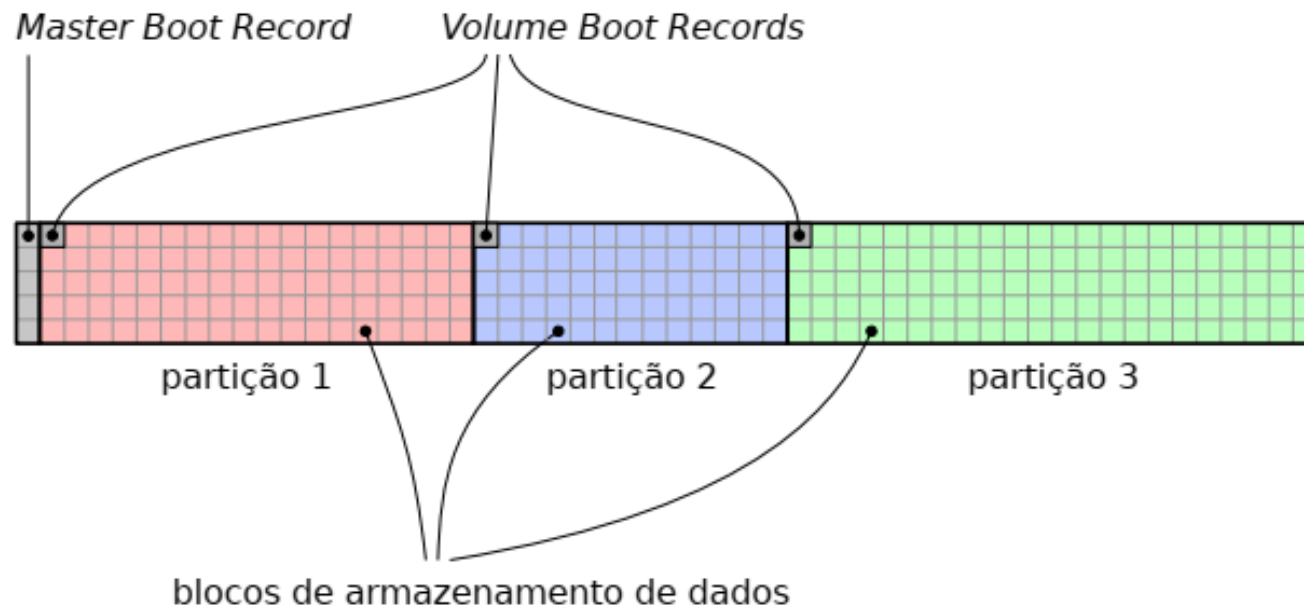 Master Boot Record
Volume Boot Records
partição 1
partição 2
partição 3
blocos de armazenamento de dados